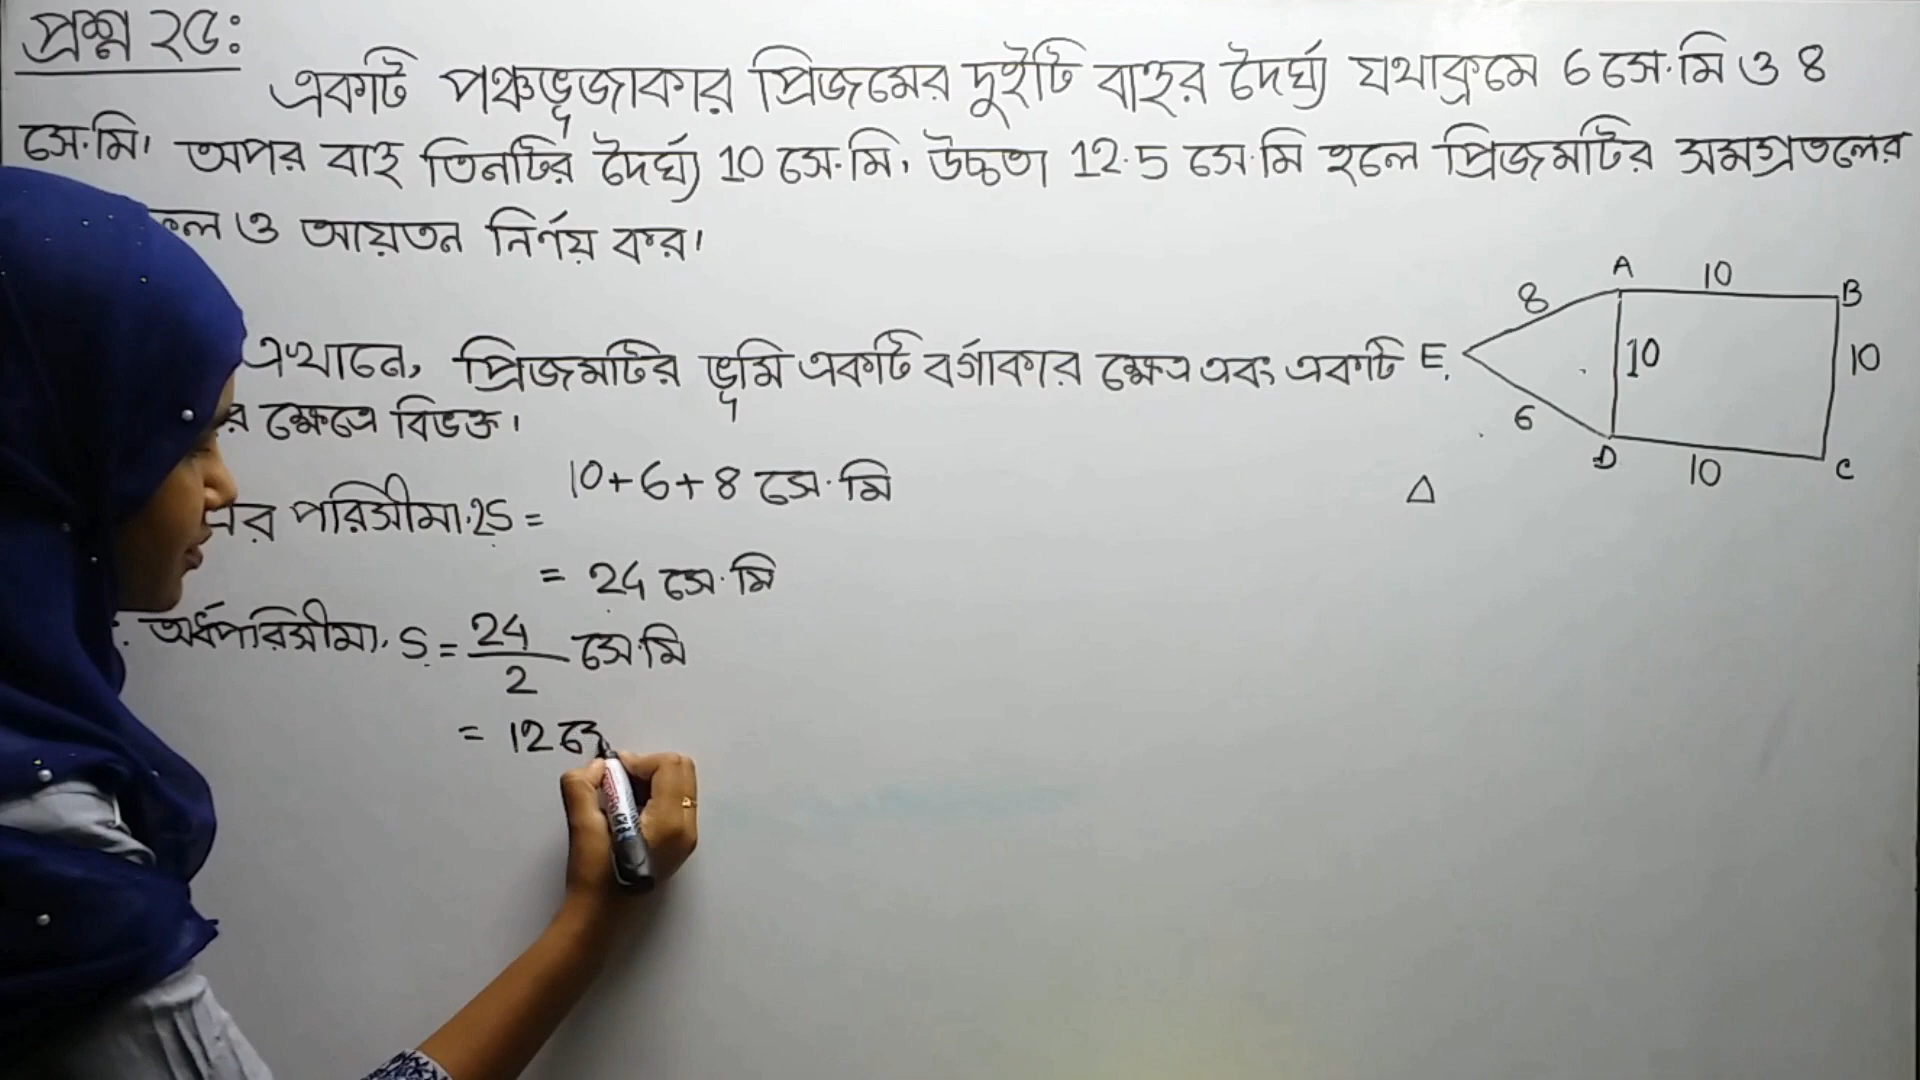 প্রশ্ন ২৫:
একটি পঞ্চভূজাকার প্রিজমের দুইটি বাহুর দৈর্ঘ্য যথাক্রমে 6 সে.মি ও 8
সে.মি। অপর বাহু তিনটির দৈর্ঘ্য 10 সে.মি, উচ্চতা 12.5 সে.মি হলে প্রিজমটির সমগ্রতলের
ফল ও আয়তন নির্ণয় কর।
এখানে, প্রিজমটির ভূমি একটি বর্গাকার ক্ষেত্র এবং একটি
র ক্ষেত্রে বিভক্ত।
এর পরিসীমা, 2S = 10+6+8 সে.মি
= 24 সে.মি
অর্ধপরিসীমা, S = 24/2 সে.মি
= 12 সে
A 10 B
8
E 10 10
6
D 10 C
Δ